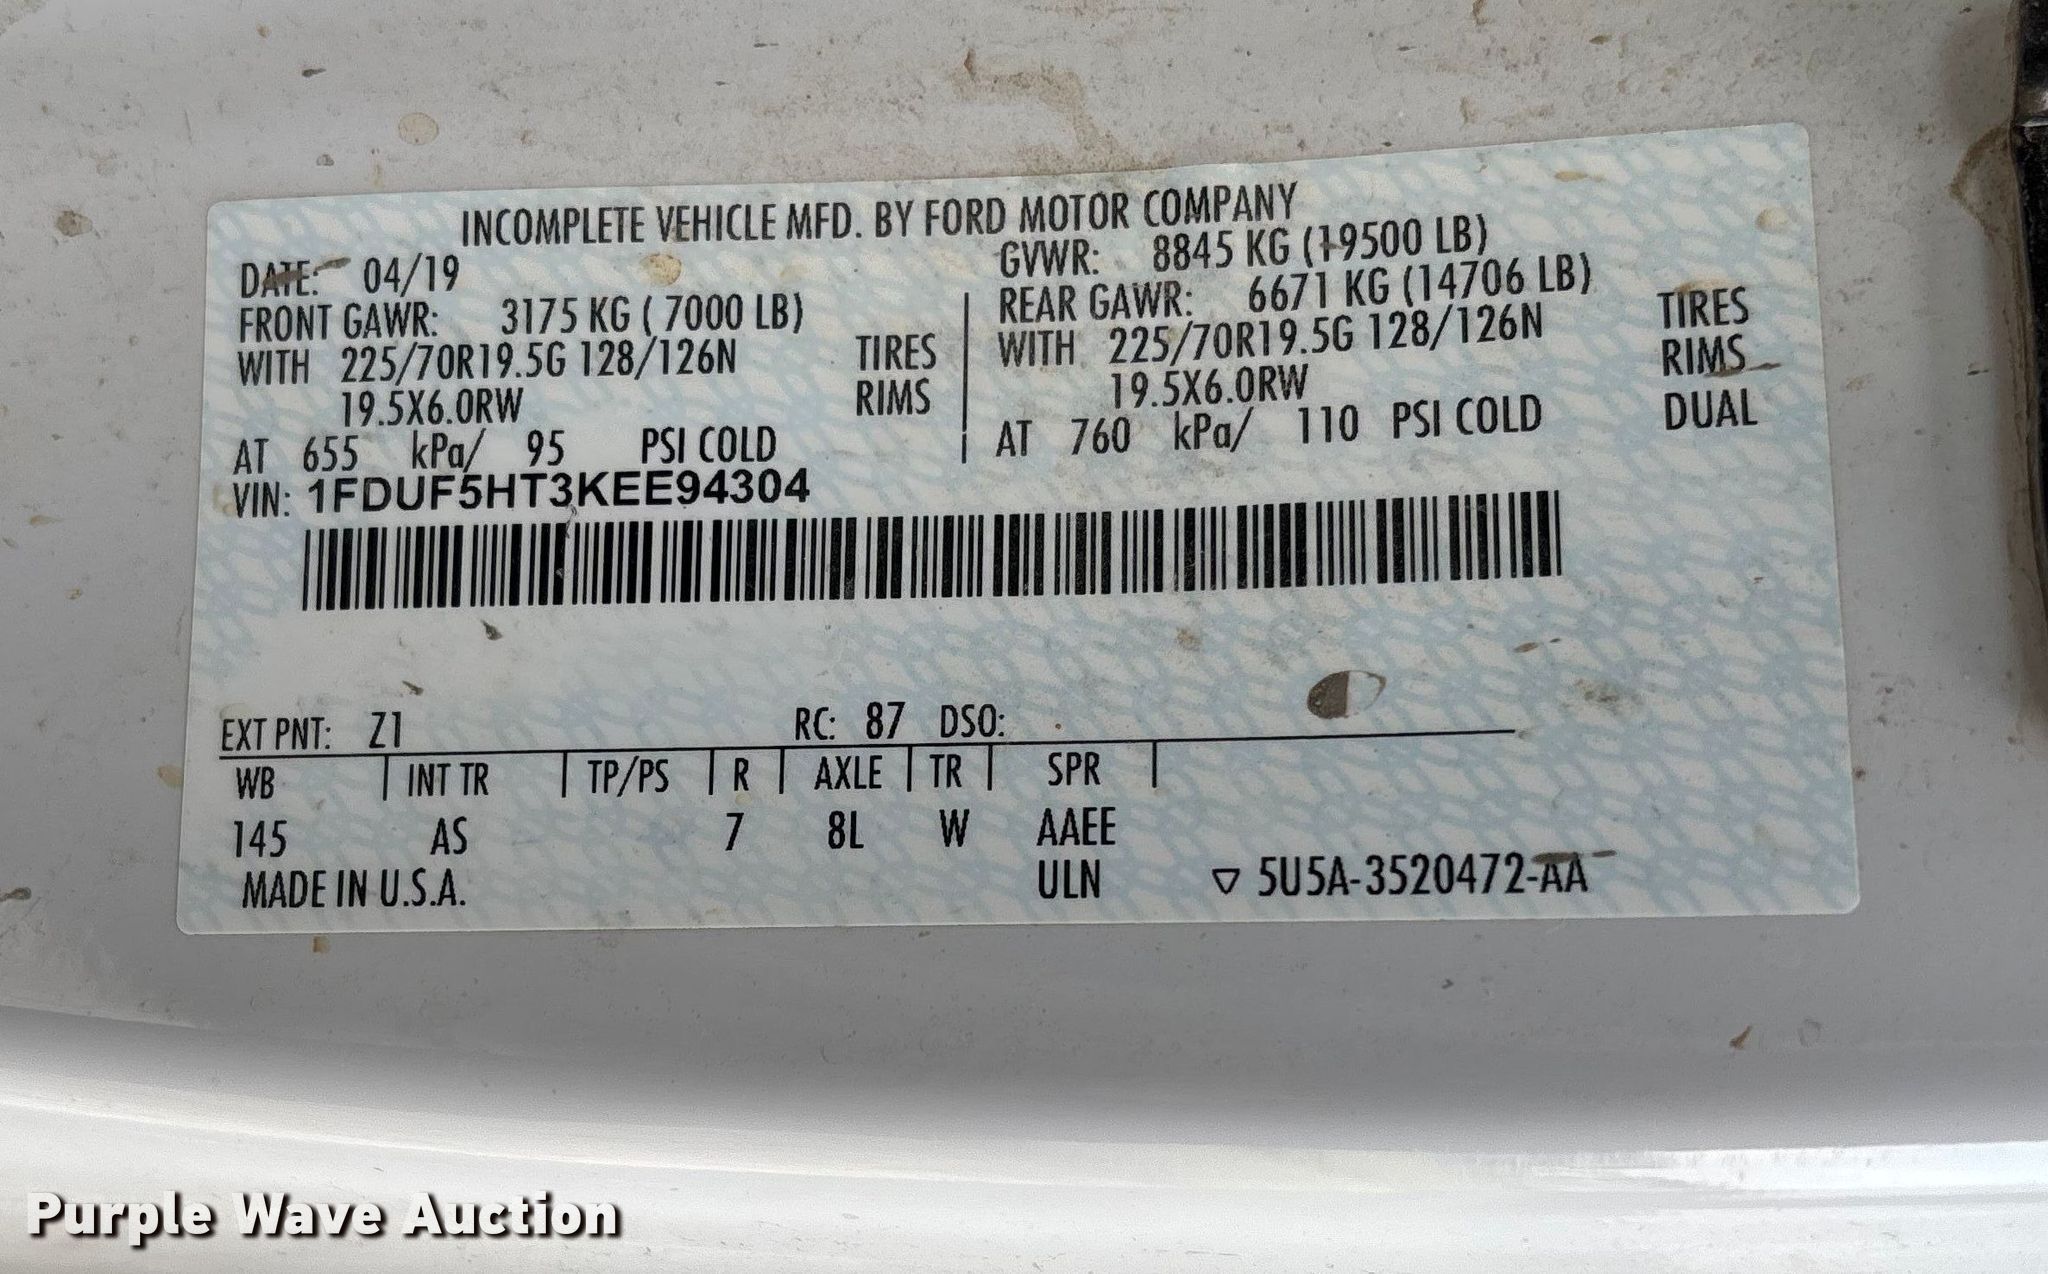 INCOMPLETE VEHICLE MFD. BY FORD MOTOR COMPANY
DATE: 04/19
GVWR: 8845 KG (19500 LB)
FRONT GAWR: 3175 KG ( 7000 LB)
REAR GAWR: 6671 KG (14706 LB)
WITH 225/70R19.5G 128/126N TIRES
WITH 225/70R19.5G 128/126N TIRES
19.5X6.0RW RIMS
19.5X6.0RW RIMS
AT 655 kPa/ 95 PSI COLD
AT 760 kPa/ 110 PSI COLD DUAL
VIN: 1FDUF5HT3KEE94304
EXT PNT: Z1 RC: 87 DSO:
WB | INT TR | TP/PS | R | AXLE | TR | SPR |
145 AS 7 8L W AAEE
MADE IN U.S.A. ULN ▽ 5U5A-3520472-AA
Purple Wave Auction